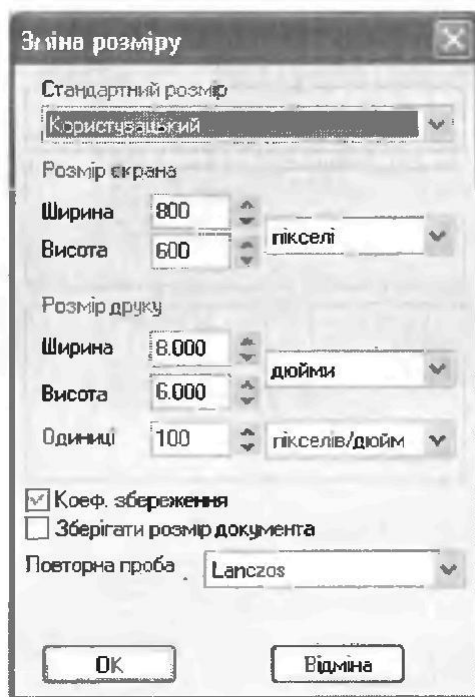 Зміна розміру
Стандартний розмір
Користувацький
Розмір екрана
Ширина 800
пікселі
Висота 600
Розмір друку
Ширина 8.000
дюйми
Висота 6.000
Одиниці 100 пікселів/дюйм
Коеф. збереження
Зберігати розмір документа
Повторна проба Lanczos
OK Відміна